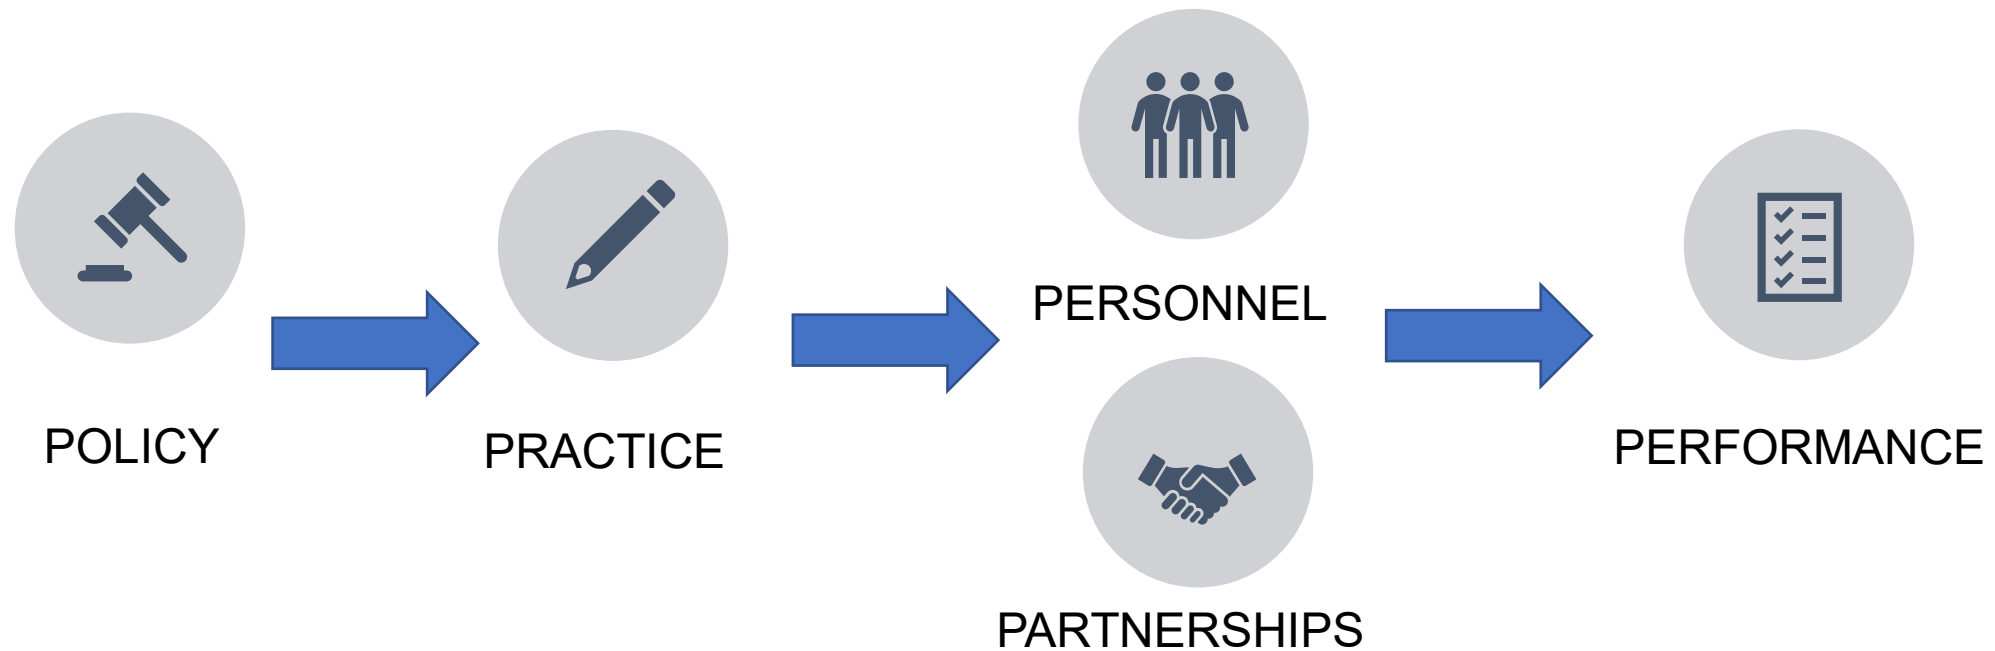 POLICY
PRACTICE
PERSONNEL
PARTNERSHIPS
PERFORMANCE